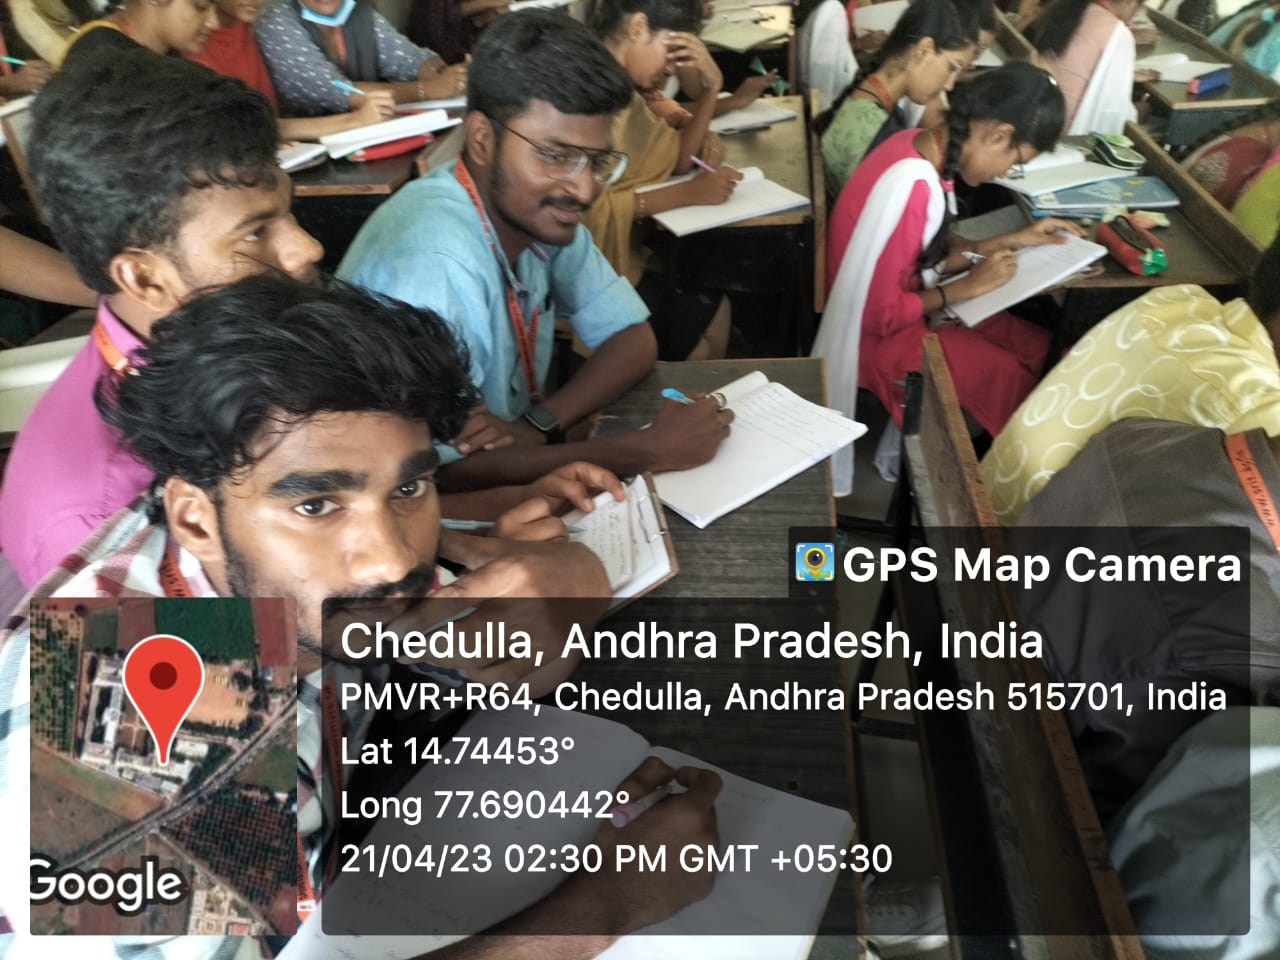 GPS Map Camera
Chedulla, Andhra Pradesh, India
PMVR+R64, Chedulla, Andhra Pradesh 515701, India
Lat 14.74453°
Long 77.690442°
21/04/23 02:30 PM GMT +05:30
Google